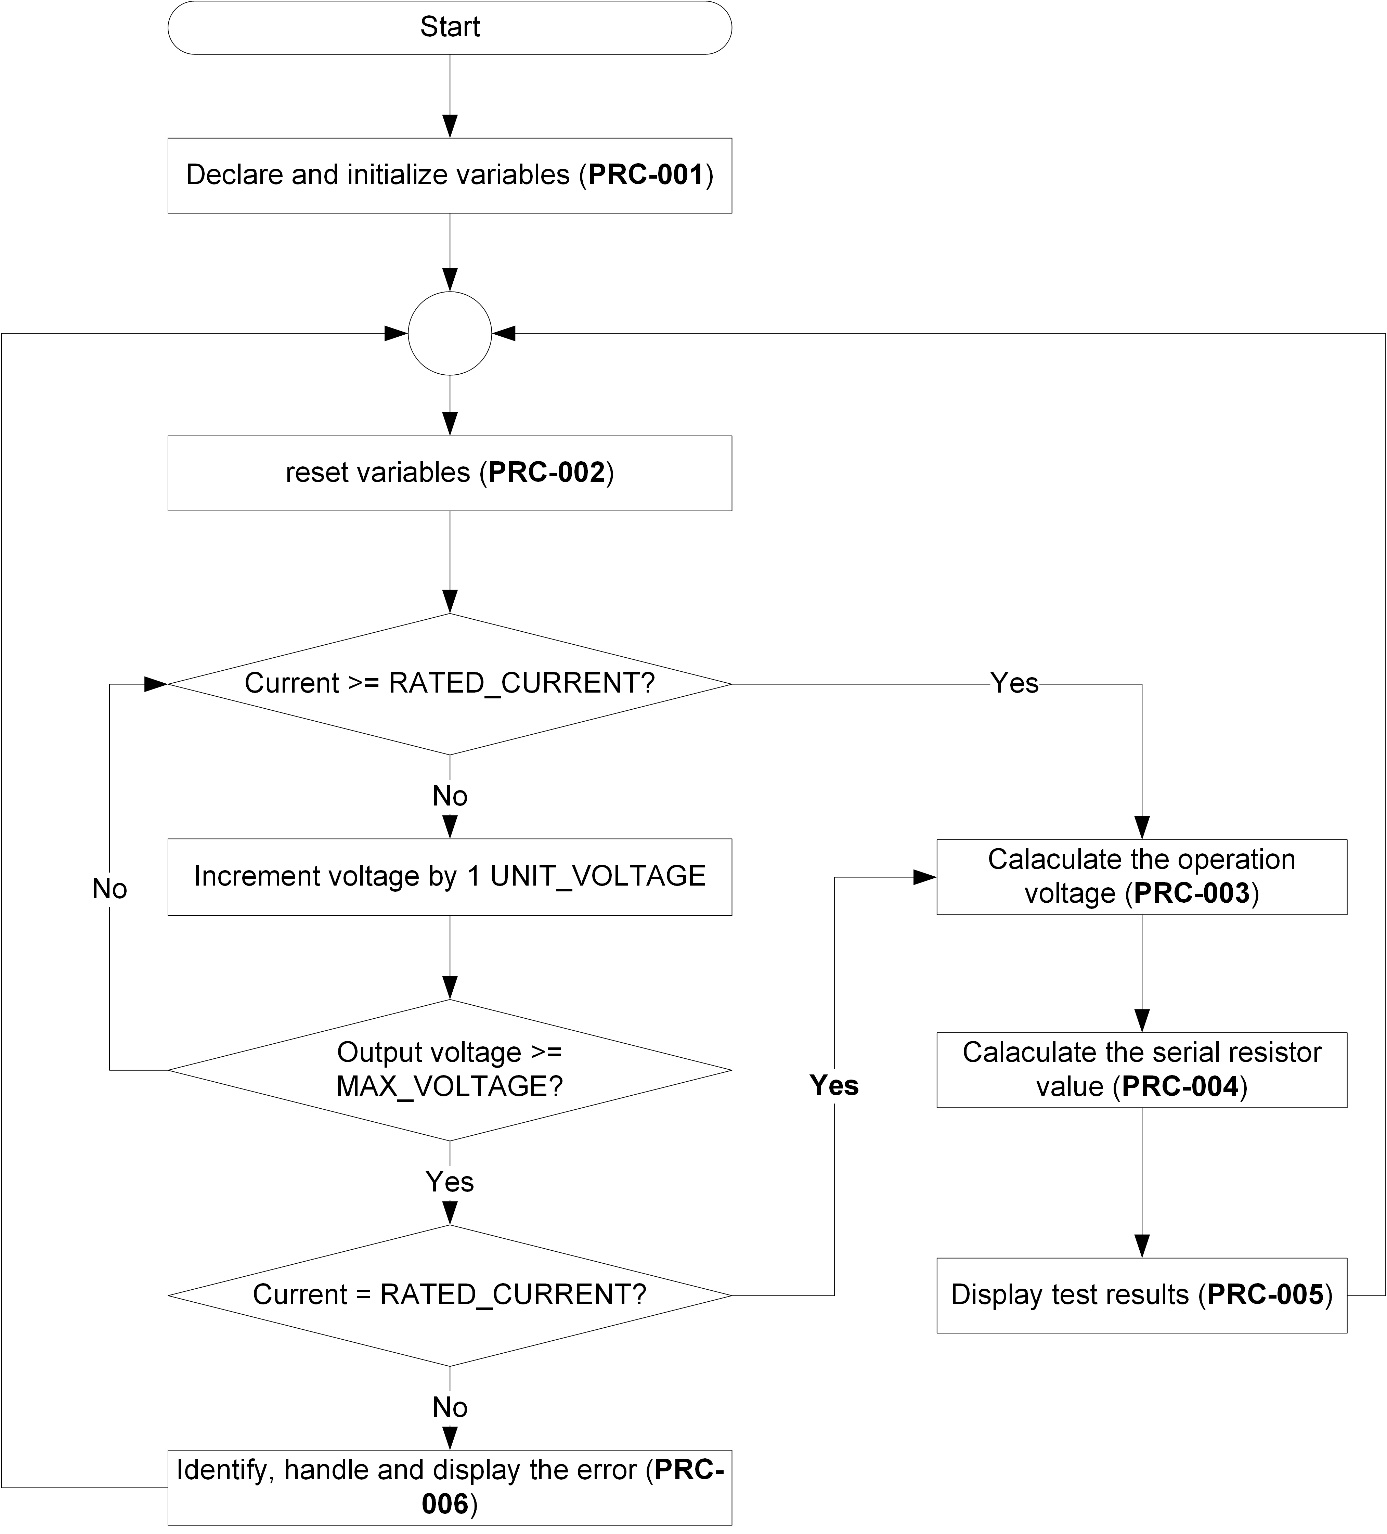 Start
Declare and initialize variables (PRC-001)
reset variables (PRC-002)
Current >= RATED_CURRENT?
Yes
No
Increment voltage by 1 UNIT_VOLTAGE
No
Calaculate the operation
voltage (PRC-003)
Output voltage >=
MAX_VOLTAGE?
Yes
Calaculate the serial resistor
value (PRC-004)
Yes
Current = RATED_CURRENT?
Display test results (PRC-005)
No
Identify, handle and display the error (PRC-
006)